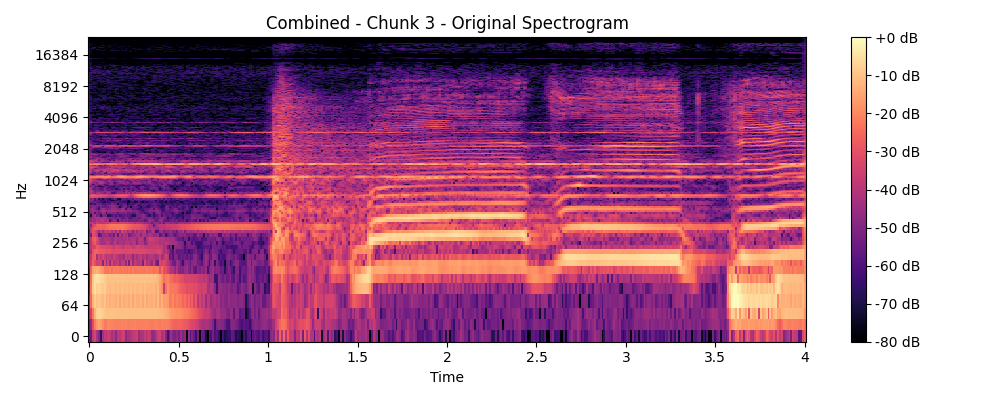 Combined - Chunk 3 - Original Spectrogram
Hz
16384
8192
4096
2048
1024
512
256
128
64
0
0 0.5 1 1.5 2 2.5 3 3.5 4
Time
+0 dB
-10 dB
-20 dB
-30 dB
-40 dB
-50 dB
-60 dB
-70 dB
-80 dB